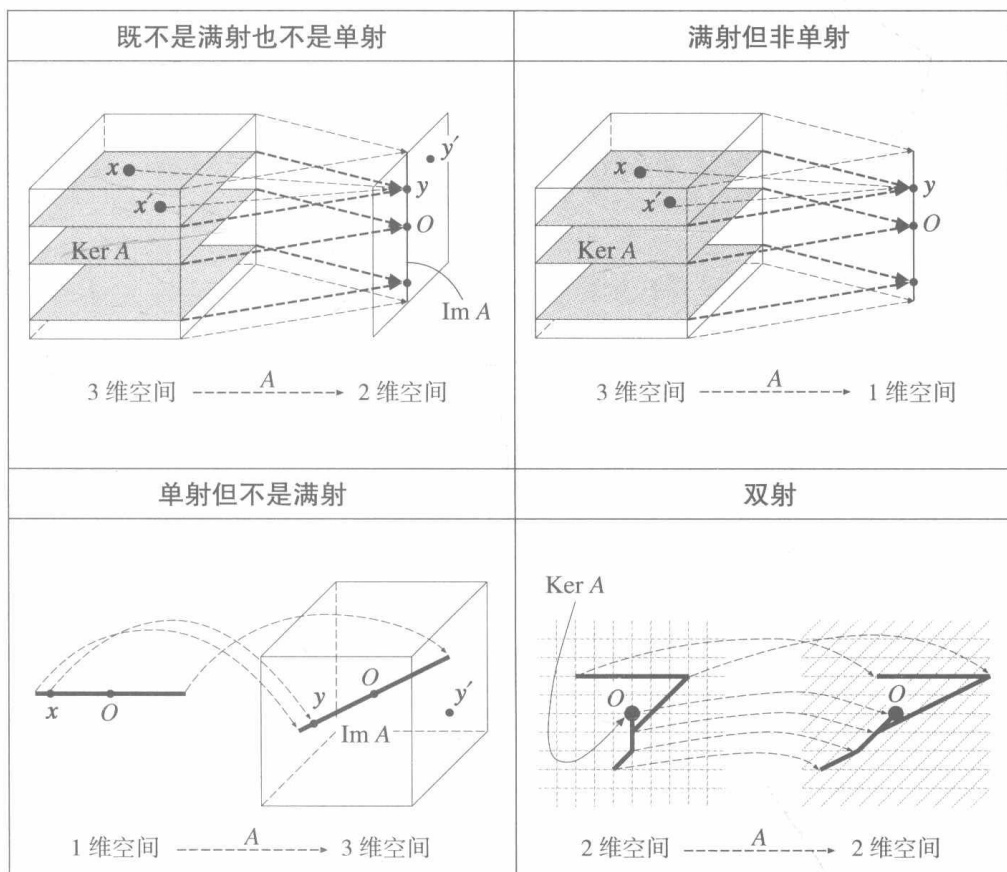 既不是满射也不是单射
满射但非单射
x
x′
y′
y
O
Ker A
Im A
3 维空间
A
2 维空间
x
x′
y
O
Ker A
3 维空间
A
1 维空间
单射但不是满射
双射
x
O
y
O
y′
Im A
1 维空间
A
3 维空间
Ker A
O
O
2 维空间
A
2 维空间